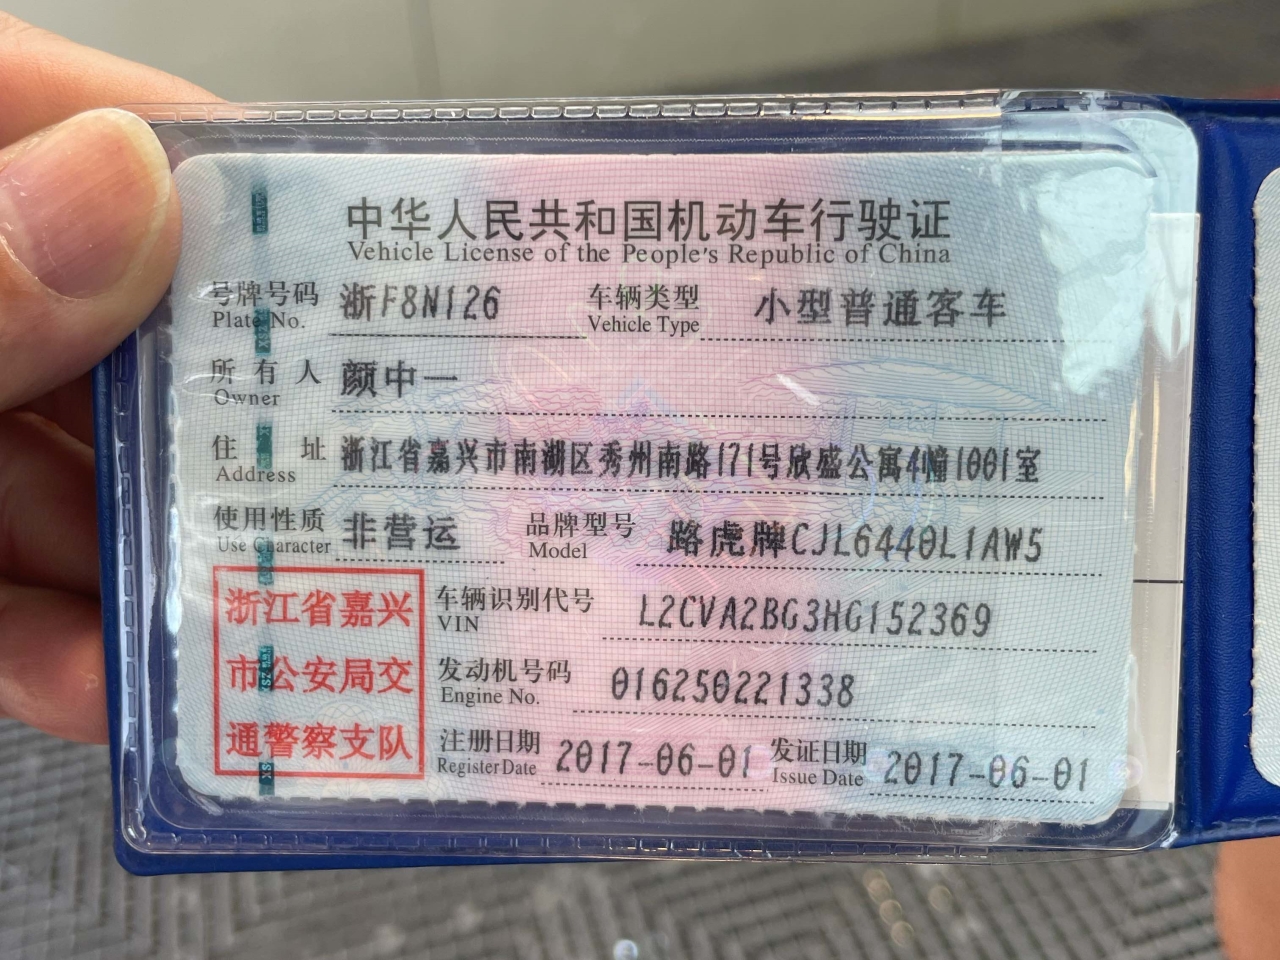 中华人民共和国机动车行驶证
Vehicle License of the People's Republic of China
号牌号码 浙F8N126 车辆类型 小型普通客车
Plate No. Vehicle Type
所有人 颜中一
Owner
住址 浙江省嘉兴市南湖区秀州南路171号欣盛公寓4幢1001室
Address
使用性质 非营运 品牌型号 路虎牌CJL6440L1AW5
Use Character Model
浙江省嘉兴
市公安局交
通警察支队
车辆识别代号 L2CVA2BG3HG152369
VIN
发动机号码 016250221338
Engine No.
注册日期 2017-06-01 发证日期 2017-06-01
Register Date Issue Date